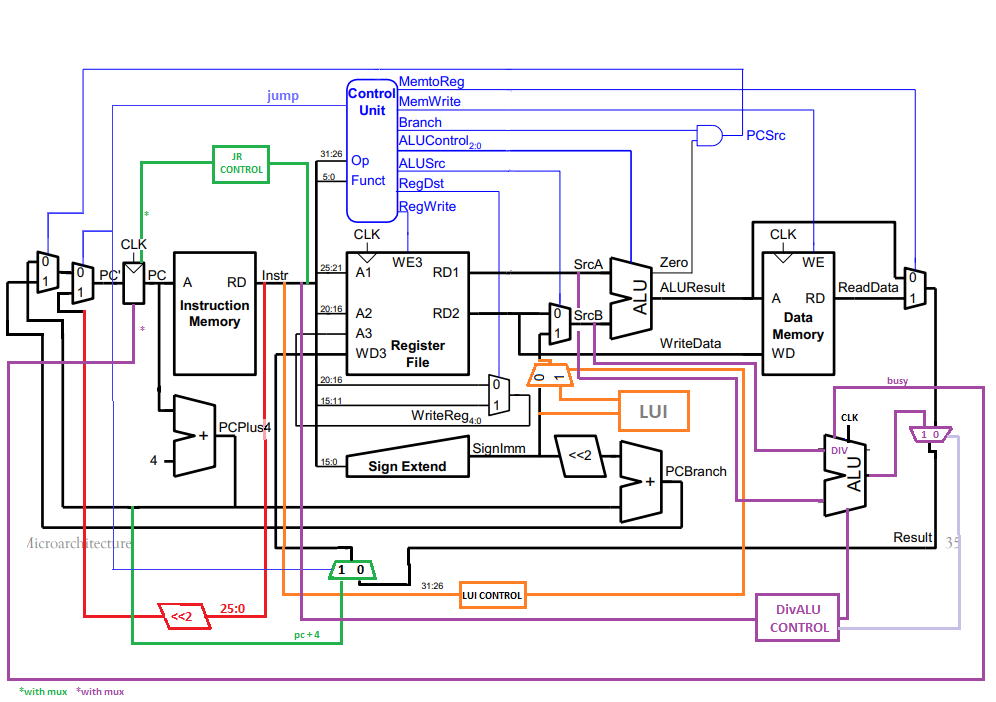 MemtoReg
Control
Unit
MemWrite
jump
Branch
PCSrc
ALUControl2:0
31:26
Op
ALUSrc
JR
CONTROL
5:0
Funct
RegDst
RegWrite
*
CLK
CLK
CLK
0
1
0
1
PC'
PC
A
RD
Instr
Instruction
Memory
25:21
A1
WE3
RD1
SrcA
Zero
ALU
ALUResult
WE
A
RD
ReadData
0
1
Data
Memory
WD
20:16
A2
RD2
0
1
SrcB
A3
WD3
Register
File
WriteData
*
20:16
0
15:11
1
WriteReg4:0
0
1
LUI
busy
CLK
1 0
DIV
ALU
PCPlus4
+
4
15:0
Sign Extend
SignImm
<<2
+
PCBranch
Microarchitecture
Result
35
1 0
31:26
LUI CONTROL
<<2
25:0
DivALU
CONTROL
pc+4
*with mux
*with mux